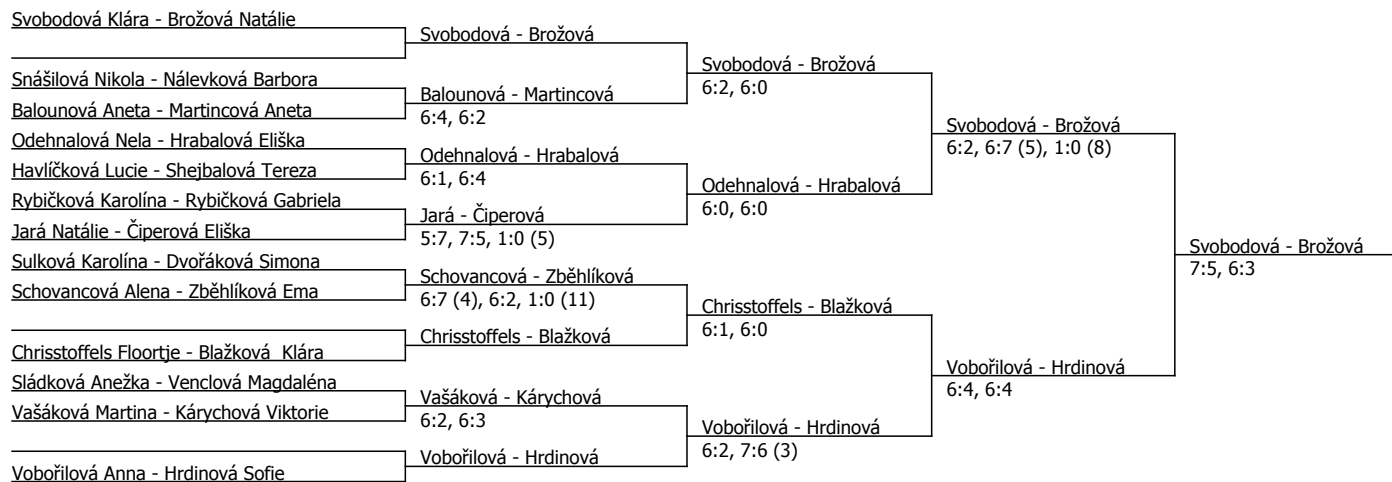 Svobodová Klára - Brožová Natálie
Snášilová Nikola - Nálevková Barbora
Balounová Aneta - Martincová Aneta
Odehnalová Nela - Hrabalová Eliška
Havlíčková Lucie - Shejbalová Tereza
Rybičková Karolína - Rybičková Gabriela
Jará Natálie - Čiperová Eliška
Sulková Karolína - Dvořáková Simona
Schovancová Alena - Zběhlíková Ema
Chrisstoffels Floortje - Blažková  Klára
Sládková Anežka - Venclová Magdaléna
Vašáková Martina - Kárychová Viktorie
Vobořilová Anna - Hrdinová Sofie
Svobodová - Brožová
Balounová - Martincová
6:4, 6:2
Odehnalová - Hrabalová
6:1, 6:4
Jará - Čiperová
5:7, 7:5, 1:0 (5)
Schovancová - Zběhlíková
6:7 (4), 6:2, 1:0 (11)
Chrisstoffels - Blažková
Vašáková - Kárychová
6:2, 6:3
Vobořilová - Hrdinová
Svobodová - Brožová
6:2, 6:0
Odehnalová - Hrabalová
6:0, 6:0
Chrisstoffels - Blažková
6:1, 6:0
Vobořilová - Hrdinová
6:2, 7:6 (3)
Svobodová - Brožová
6:2, 6:7 (5), 1:0 (8)
Vobořilová - Hrdinová
6:4, 6:4
Svobodová - Brožová
7:5, 6:3